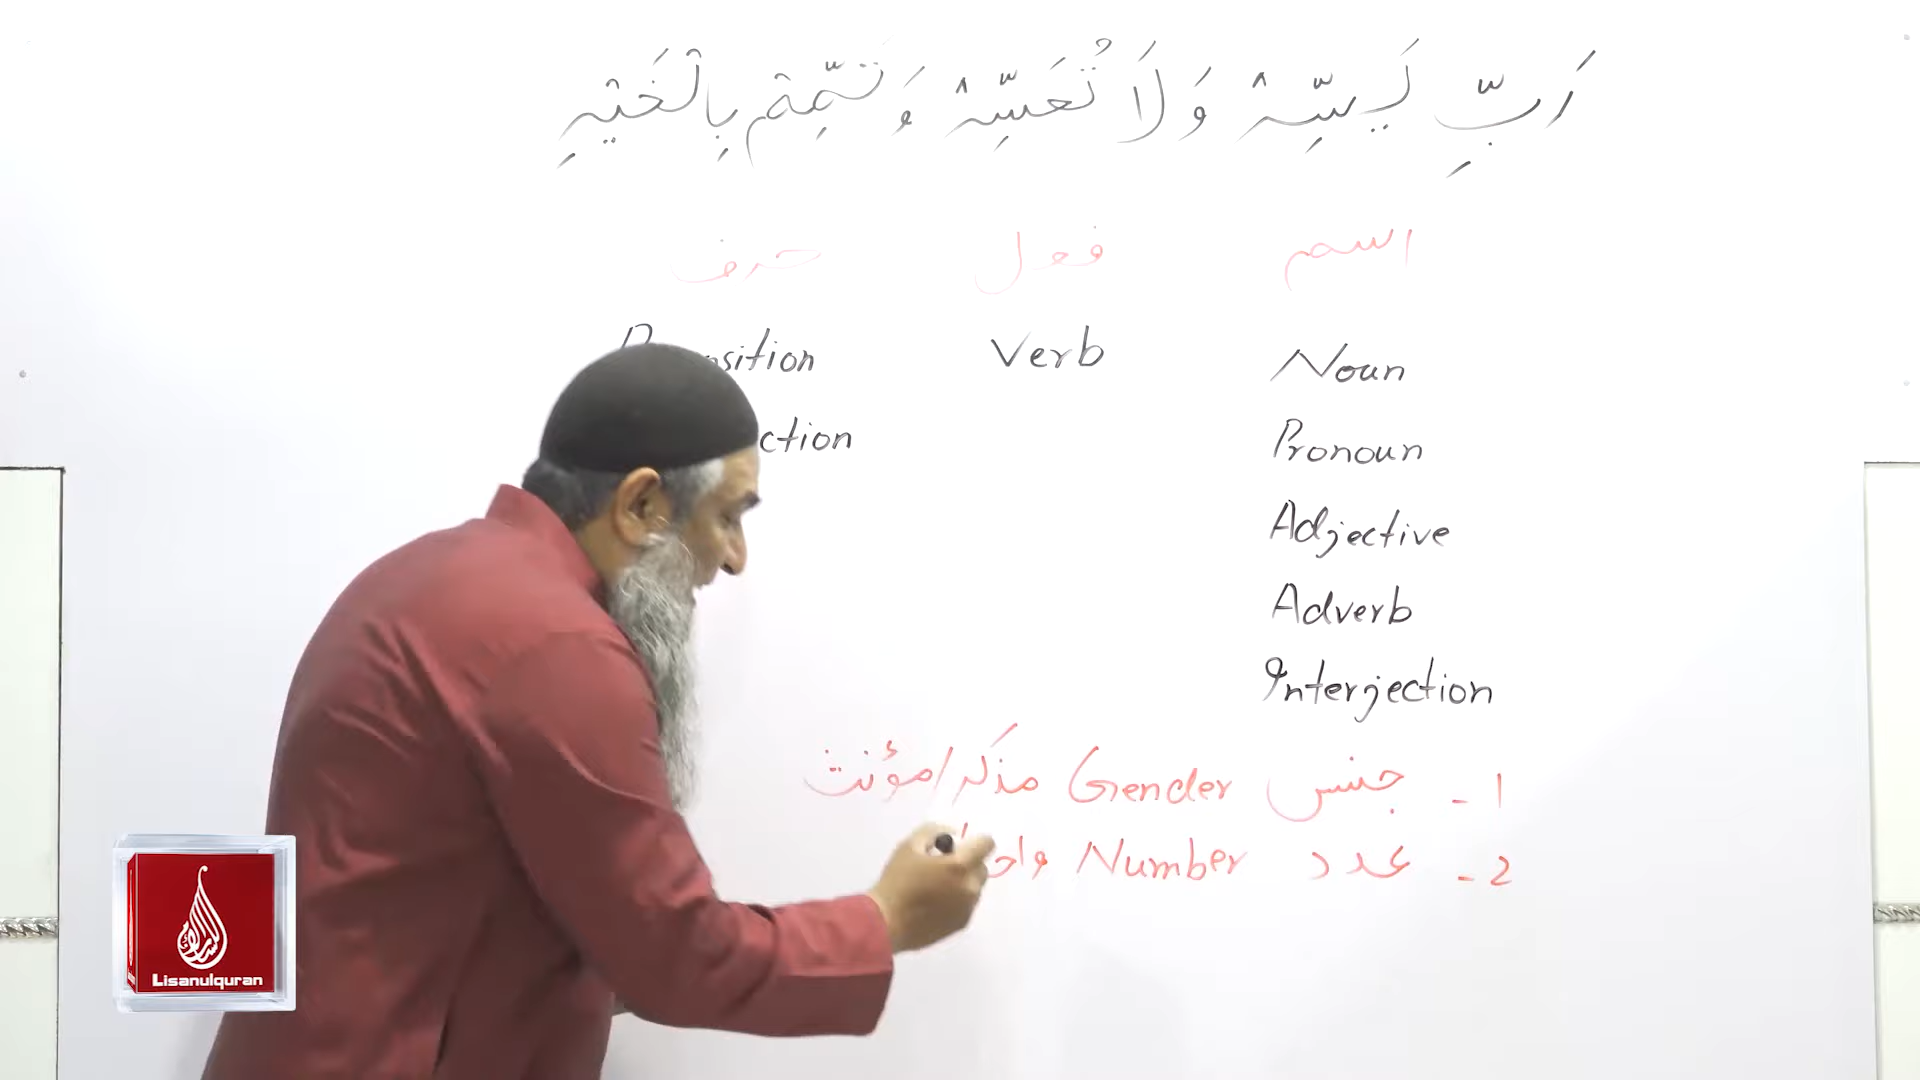 رَبِّ يَسِّرْ وَلَا تُعَسِّرْ وَتَمِّمْ بِالْخَيْرِ
اسم فعل حرف
Noun Verb
Pronoun
Adjective
Adverb
Interjection
1- جنس Gender مذكر/مؤنث
2- عدد Number
Lisanulquran